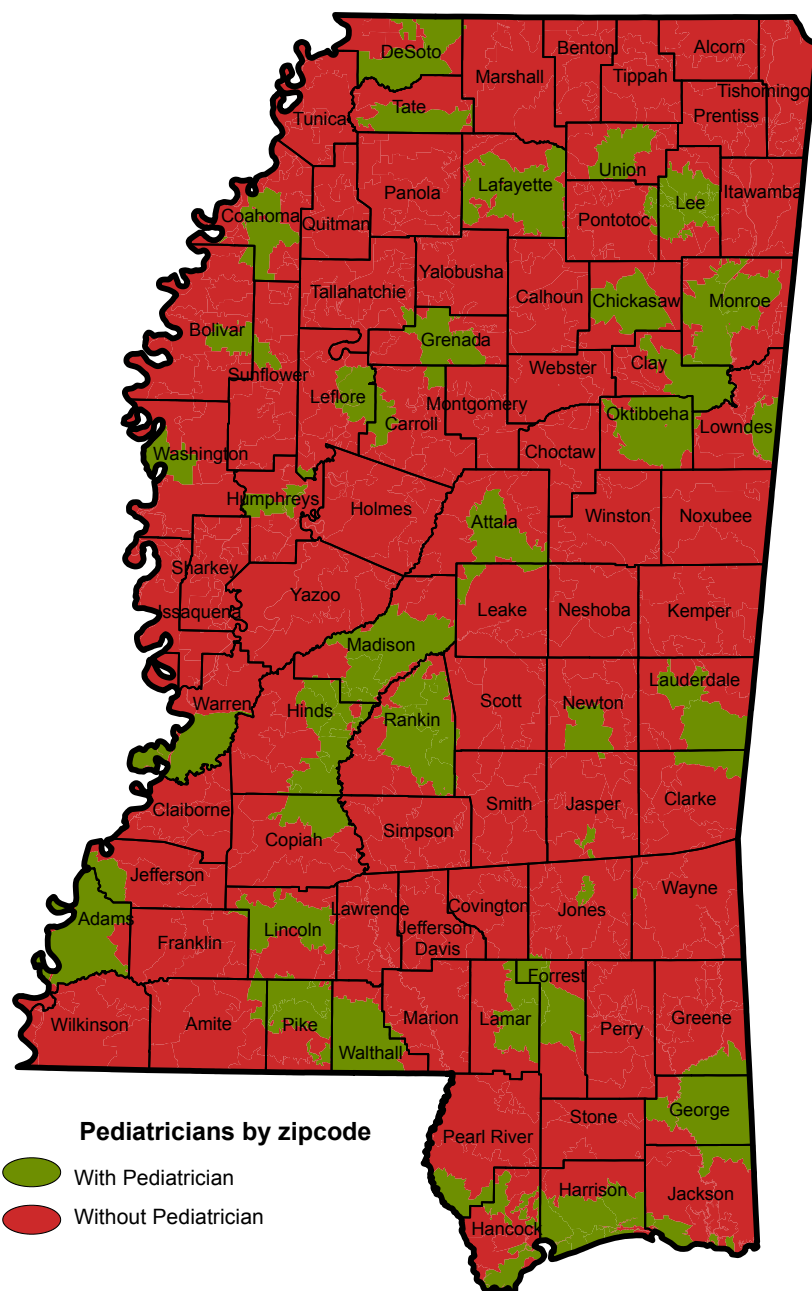 DeSoto
Benton
Alcorn
Marshall
Tippah
Tishomingo
Tate
Prentiss
Tunica
Union
Lafayette
Panola
Itawamba
Lee
Coahoma
Quitman
Pontotoc
Yalobusha
Tallahatchie
Calhoun
Chickasaw
Monroe
Bolivar
Grenada
Clay
Webster
Sunflower
Leflore
Montgomery
Oktibbeha
Carroll
Lowndes
Washington
Choctaw
Humphreys
Holmes
Attala
Winston
Noxubee
Sharkey
Yazoo
Issaquena
Leake
Neshoba
Kemper
Madison
Lauderdale
Warren
Hinds
Rankin
Scott
Newton
Claiborne
Smith
Jasper
Clarke
Copiah
Simpson
Jefferson
Wayne
Adams
Lincoln
Lawrence
Covington
Jones
Franklin
Jefferson
Davis
Forrest
Wilkinson
Amite
Pike
Marion
Lamar
Perry
Greene
Walthall
George
Stone
Pearl River
Harrison
Jackson
Hancock
Pediatricians by zipcode
With Pediatrician
Without Pediatrician